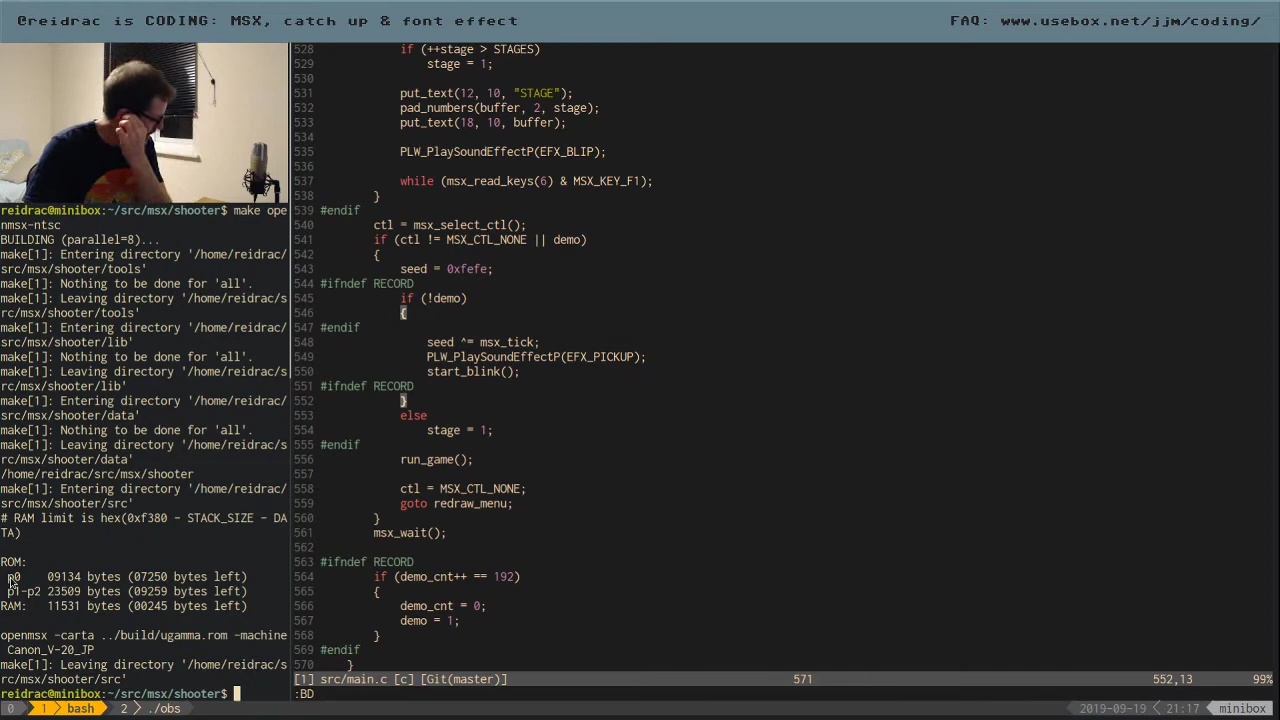 @reidrac is CODING: MSX, catch up & font effect
FAQ: www.usebox.net/jjm/coding/
reidrac@minibox:~/src/msx/shooter$ make ope
nmsx-ntsc
BUILDING (parallel=8)...
make[1]: Entering directory '/home/reidrac/
src/msx/shooter/tools'
make[1]: Nothing to be done for 'all'.
make[1]: Leaving directory '/home/reidrac/s
rc/msx/shooter/tools'
make[1]: Entering directory '/home/reidrac/
src/msx/shooter/lib'
make[1]: Nothing to be done for 'all'.
make[1]: Leaving directory '/home/reidrac/s
rc/msx/shooter/lib'
make[1]: Entering directory '/home/reidrac/
src/msx/shooter/data'
make[1]: Nothing to be done for 'all'.
make[1]: Leaving directory '/home/reidrac/s
rc/msx/shooter/data'
/home/reidrac/src/msx/shooter
make[1]: Entering directory '/home/reidrac/
src/msx/shooter/src'
# RAM limit is hex(0xf380 - STACK_SIZE - DA
TA)
ROM:
p0 09134 bytes (07250 bytes left)
p1-p2 23509 bytes (09259 bytes left)
RAM: 11531 bytes (00245 bytes left)
openmsx -carta ../build/ugamma.rom -machine
Canon_V-20_JP
make[1]: Leaving directory '/home/reidrac/s
rc/msx/shooter/src'
reidrac@minibox:~/src/msx/shooter$
528 if (++stage > STAGES)
529 stage = 1;
530
531 put_text(12, 10, "STAGE");
532 pad_numbers(buffer, 2, stage);
533 put_text(18, 10, buffer);
534
535 PLW_PlaySoundEffectP(EFX_BLIP);
536
537 while (msx_read_keys(6) & MSX_KEY_F1);
538 }
539 #endif
540 ctl = msx_select_ctl();
541 if (ctl != MSX_CTL_NONE || demo)
542 {
543 seed = 0xfefe;
544 #ifndef RECORD
545 if (!demo)
546 {
547 #endif
548 seed ^= msx_tick;
549 PLW_PlaySoundEffectP(EFX_PICKUP);
550 start_blink();
551 #ifndef RECORD
552 }
553 else
554 stage = 1;
555 #endif
556 run_game();
557
558 ctl = MSX_CTL_NONE;
559 goto redraw_menu;
560 }
561 msx_wait();
562
563 #ifndef RECORD
564 if (demo_cnt++ == 192)
565 {
566 demo_cnt = 0;
567 demo = 1;
568 }
569 #endif
570 }
[1] src/main.c [c] [Git(master)] 571 552,13 99%
:BD
0 1 bash 2 ./obs 2019-09-19 21:17 minibox